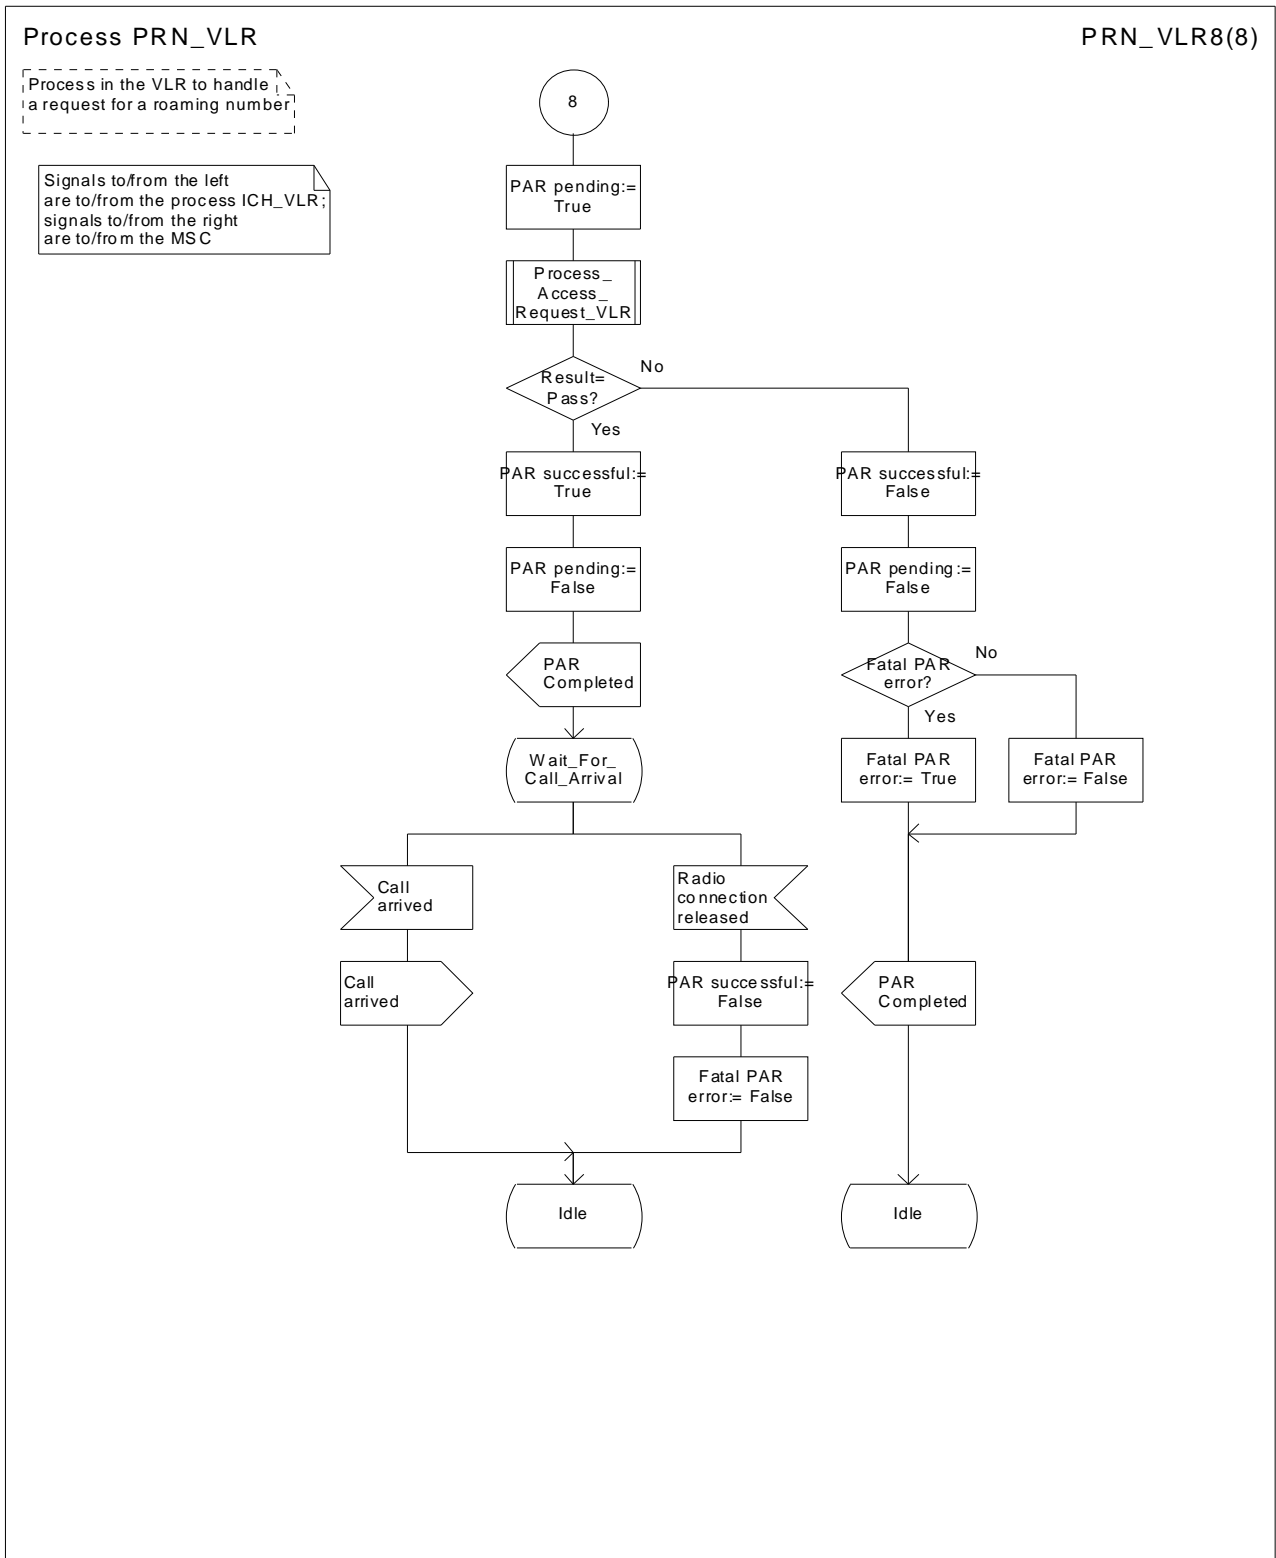 Process PRN_VLR
PRN_VLR8(8)
Process in the VLR to handle
a request for a roaming number
Signals to/from the left
are to/from the process ICH_VLR;
signals to/from the right
are to/from the MSC
8
PAR pending:=
True
Process_
Access_
Request_VLR
Result=
Pass?
No
Yes
PAR successful:=
True
PAR successful:=
False
PAR pending:=
False
PAR pending:=
False
PAR
Completed
Fatal PAR
error?
No
Yes
Wait_For_
Call_Arrival
Fatal PAR
error:= True
Fatal PAR
error:= False
Call
arrived
Radio
connection
released
Call
arrived
PAR successful:=
False
PAR
Completed
Fatal PAR
error:= False
Idle
Idle